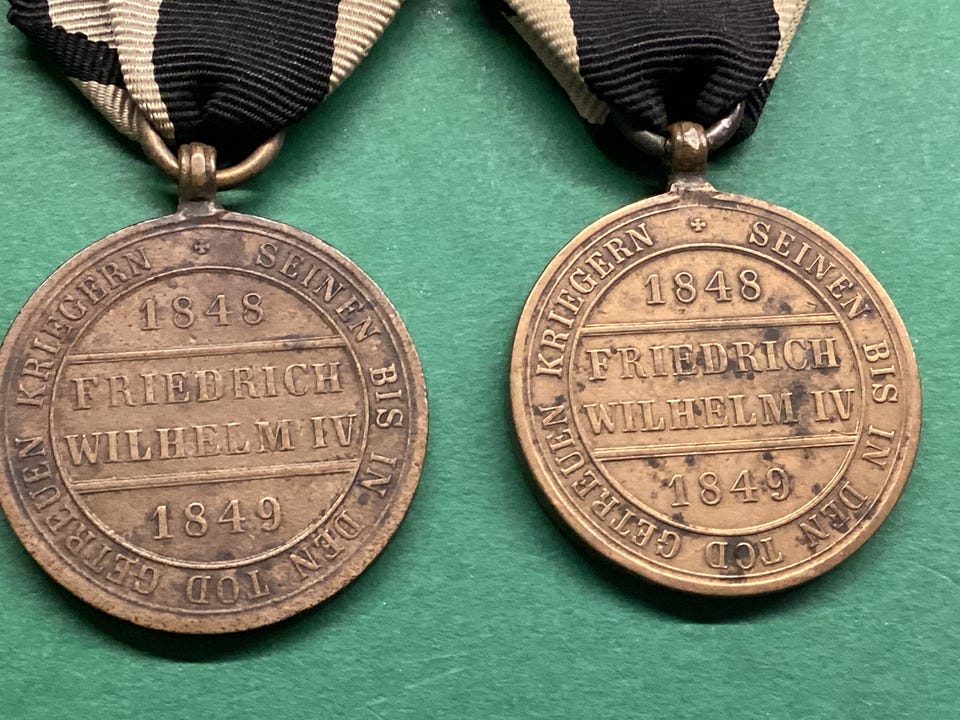 SEINEN BIS IN DEN TOD GETREUEN KRIEGERN
1848
FRIEDRICH
WILHELM IV
1849
SEINEN BIS IN DEN TCD GETREUEN KRIEGERN
1848
FRIEDRICH
WILHELM IV
1849